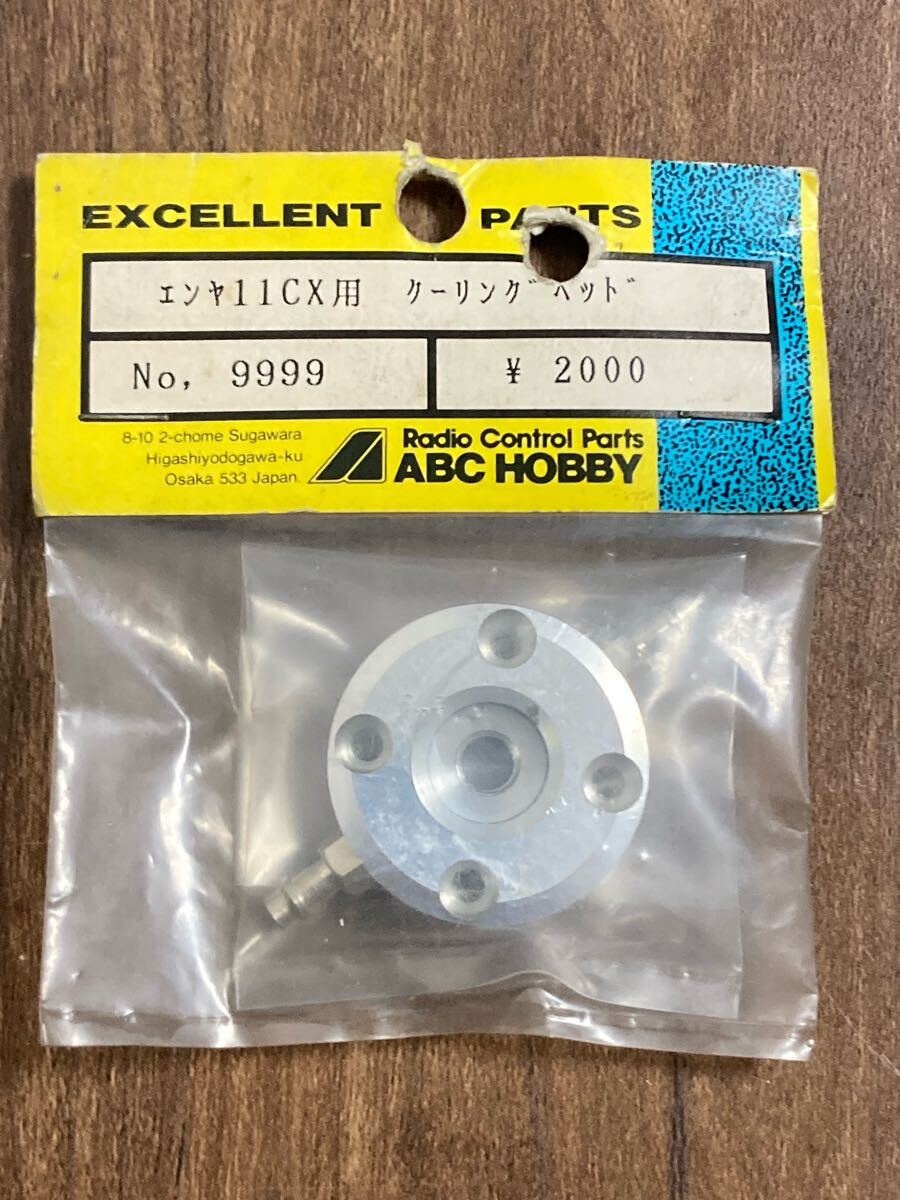 EXCELLENT PARTS
ｴﾝﾔ11CX用 ｸｰﾘﾝｸﾞﾍｯﾄﾞ
No, 9999
¥ 2000
8-10 2-chome Sugawara
Higashiyodogawa-ku
Osaka 533 Japan.
Radio Control Parts
ABC HOBBY